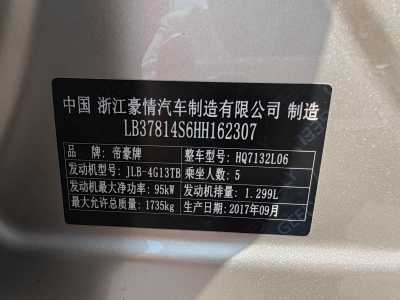 中国 浙江豪情汽车制造有限公司 制造
LB37814S6HH162307
品 牌:帝豪牌 整车型号:HQ7132L06
发动机型号:JLB-4G13TB 乘坐人数:5
发动机最大净功率:95kW 发动机排量:1.299L
最大允许总质量:1735kg 生产日期:2017年09月